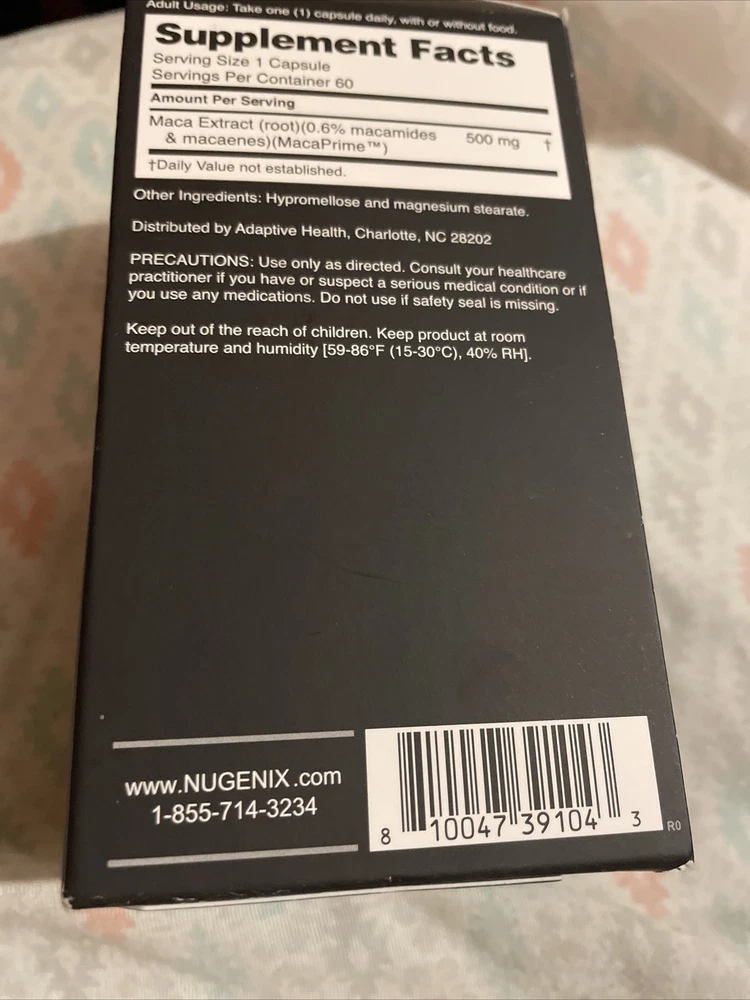 Adult Usage: Take one (1) capsule daily, with or without food.
Supplement Facts
Serving Size 1 Capsule
Servings Per Container 60
Amount Per Serving
Maca Extract (root)(0.6% macamides 500 mg †
& macaenes)(MacaPrime™)
†Daily Value not established.
Other Ingredients: Hypromellose and magnesium stearate.
Distributed by Adaptive Health, Charlotte, NC 28202
PRECAUTIONS: Use only as directed. Consult your healthcare
practitioner if you have or suspect a serious medical condition or if
you use any medications. Do not use if safety seal is missing.
Keep out of the reach of children. Keep product at room
temperature and humidity [59-86°F (15-30°C), 40% RH].
www.NUGENIX.com
1-855-714-3234
8 10047 39104 3
R0